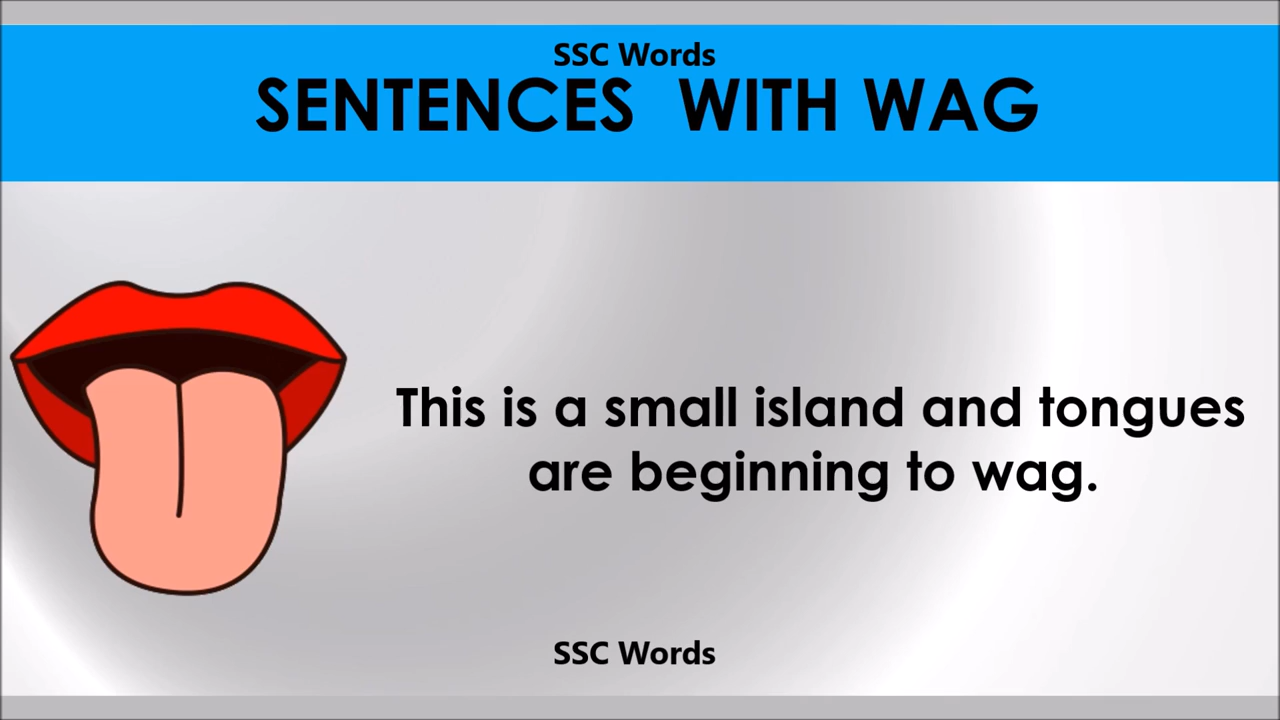 SSC Words
SENTENCES WITH WAG
This is a small island and tongues
are beginning to wag.
SSC Words